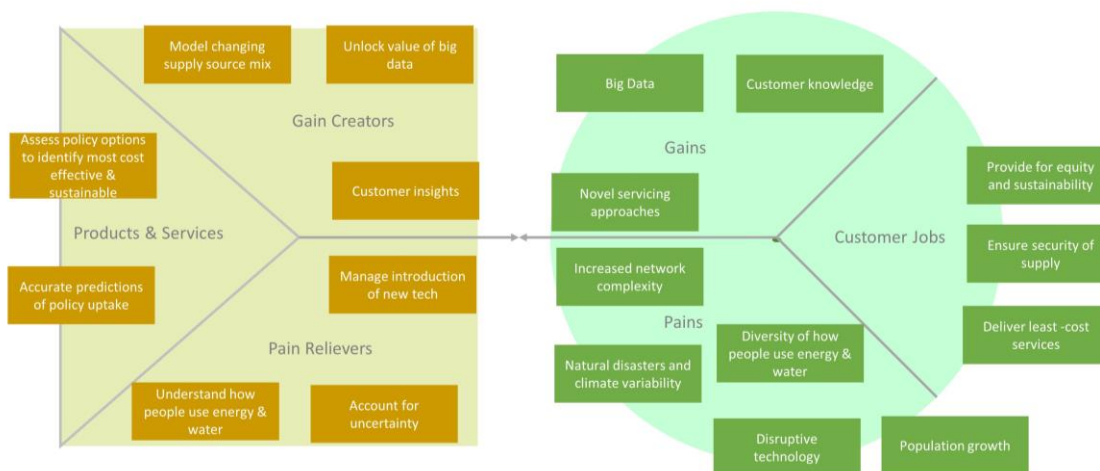 Model changing
supply source mix
Unlock value of big
data
Gain Creators
Assess policy options
to identify most cost
effective &
sustainable
Customer insights
Products & Services
Manage introduction
of new tech
Accurate predictions
of policy uptake
Pain Relievers
Understand how
people use energy &
water
Account for
uncertainty
Big Data
Customer knowledge
Gains
Provide for equity
and sustainability
Novel servicing
approaches
Customer Jobs
Ensure security of
supply
Increased network
complexity
Pains
Deliver least -cost
services
Diversity of how
people use energy &
water
Natural disasters and
climate variability
Disruptive
technology
Population growth